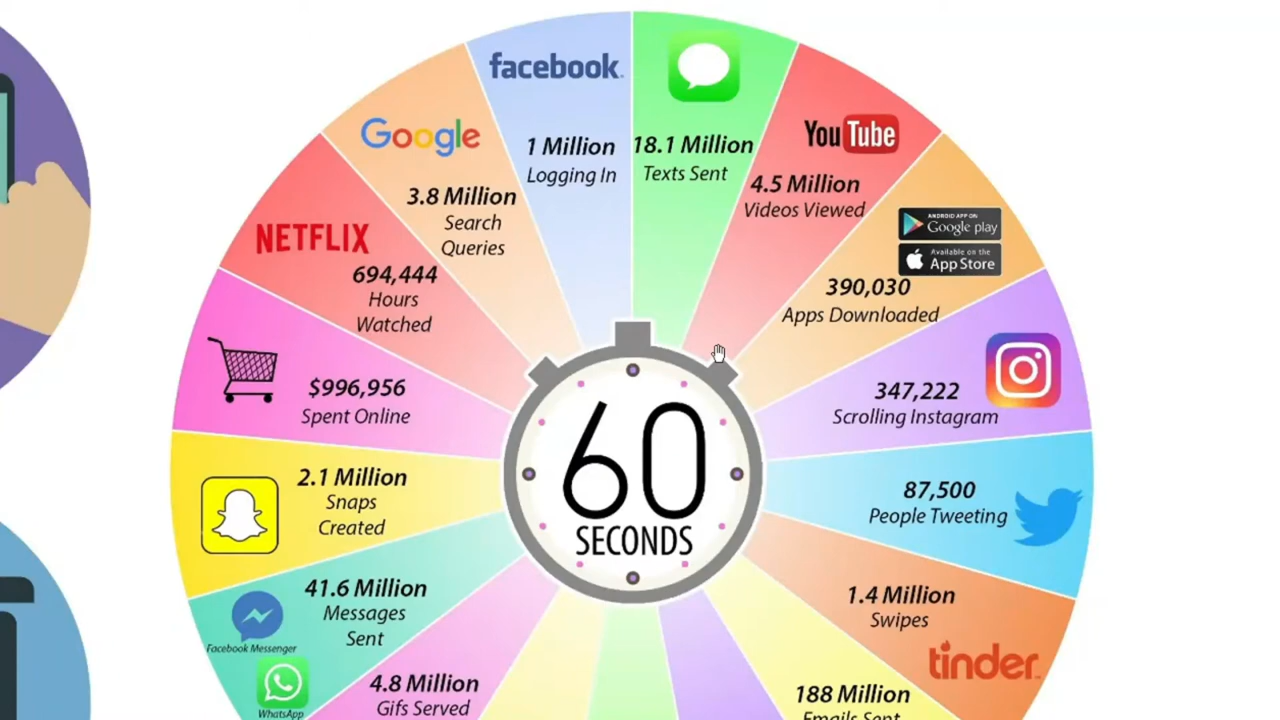 facebook
1 Million
Logging In
18.1 Million
Texts Sent
YouTube
4.5 Million
Videos Viewed
ANDROID APP ON
Google play
Available on the
App Store
390,030
Apps Downloaded
347,222
Scrolling Instagram
87,500
People Tweeting
1.4 Million
Swipes
tinder
188 Million
Emails Sent
4.8 Million
Gifs Served
41.6 Million
Messages
Sent
Facebook Messenger
WhatsApp
2.1 Million
Snaps
Created
$996,956
Spent Online
NETFLIX
694,444
Hours
Watched
Google
3.8 Million
Search
Queries
60
SECONDS